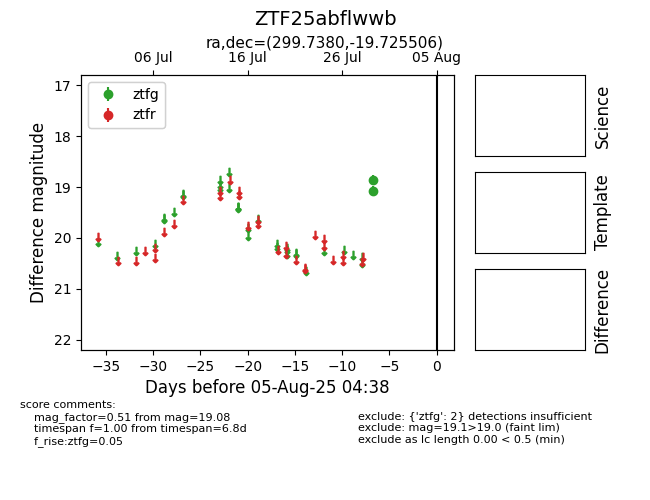 ZTF25abflwwb
ra,dec=(299.7380,-19.725506)
06 Jul 16 Jul 26 Jul 05 Aug
ztfg
ztfr
17
18
19
20
21
22
Difference magnitude
−35 −30 −25 −20 −15 −10 −5 0
Days before 05-Aug-25 04:38
Science
Template
Difference
score comments:
mag_factor=0.51 from mag=19.08
timespan f=1.00 from timespan=6.8d
f_rise:ztfg=0.05
exclude: {'ztfg': 2} detections insufficient
exclude: mag=19.1>19.0 (faint lim)
exclude as lc length 0.00 < 0.5 (min)